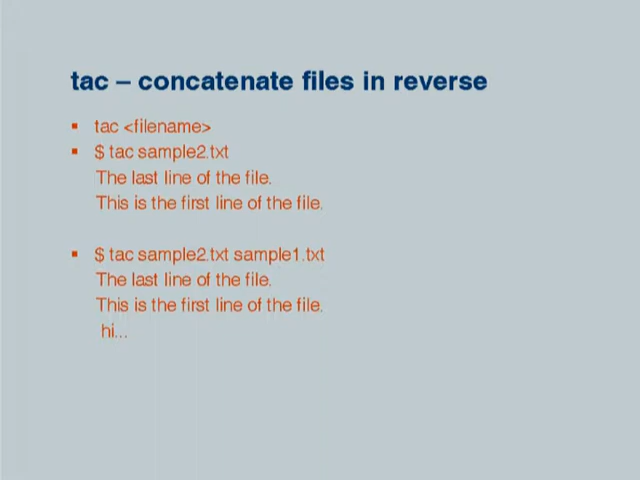 tac – concatenate files in reverse
▪ tac <filename>
▪ $ tac sample2.txt
The last line of the file.
This is the first line of the file.
▪ $ tac sample2.txt sample1.txt
The last line of the file.
This is the first line of the file.
hi...